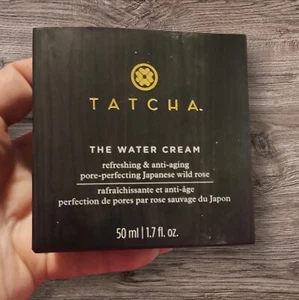 TATCHA
THE WATER CREAM
refreshing & anti-aging
pore-perfecting Japanese wild rose
rafraîchissante et anti-âge
perfection de pores par rose sauvage du Japon
50 ml | 1.7 fl. oz.